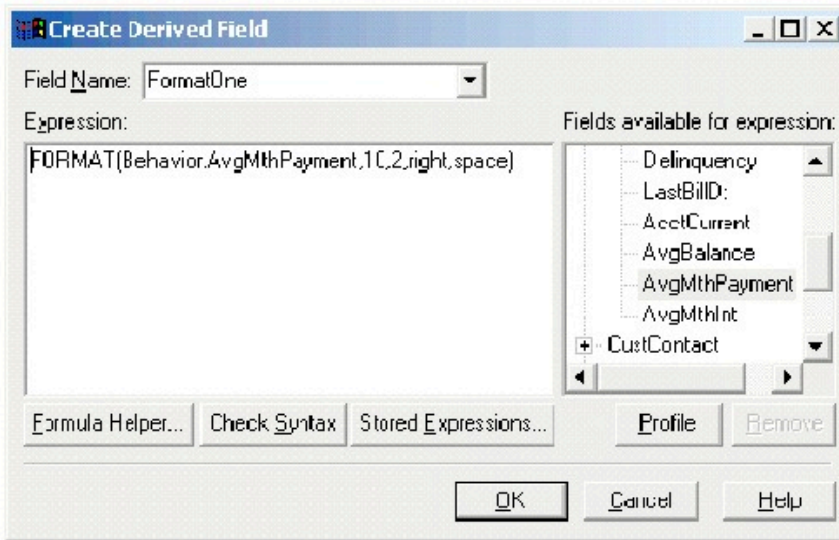 Create Derived Field
Field Name: FormatOne
Expression:
Fields available for expression:
FORMAT(Behavior.AvgMthPayment,10,2,right,space)
Delinquency
LastBillD:
AcctCurrent
AvgBalance
AvgMthPayment
AvgMthInt
CustContact
Formula Helper...
Check Syntax
Stored Expressions...
Profile
Remove
OK
Cancel
Help